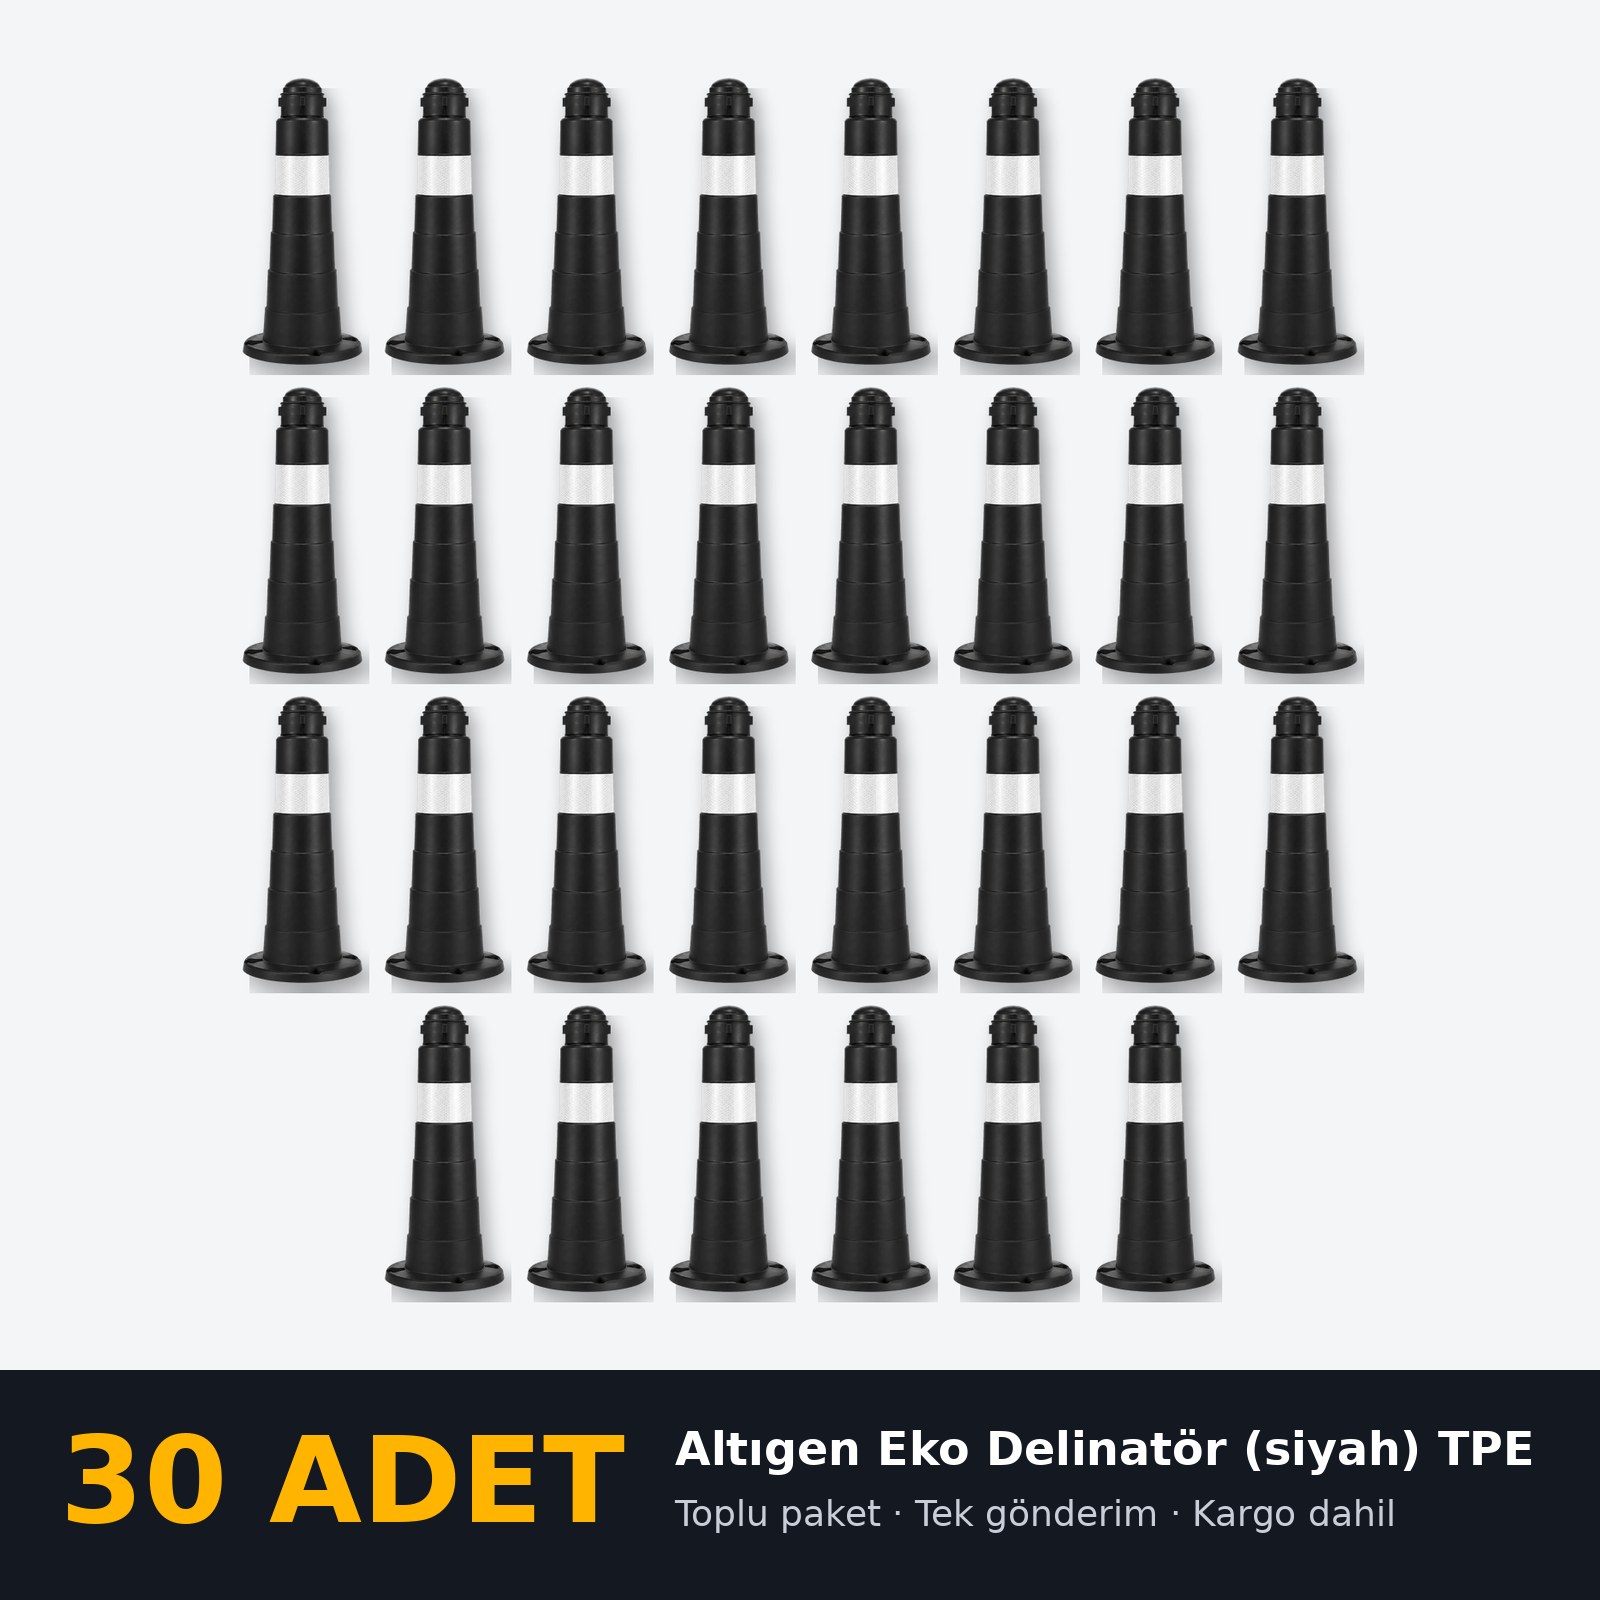 30 ADET
Altıgen Eko Delinatör (siyah) TPE
Toplu paket · Tek gönderim · Kargo dahil